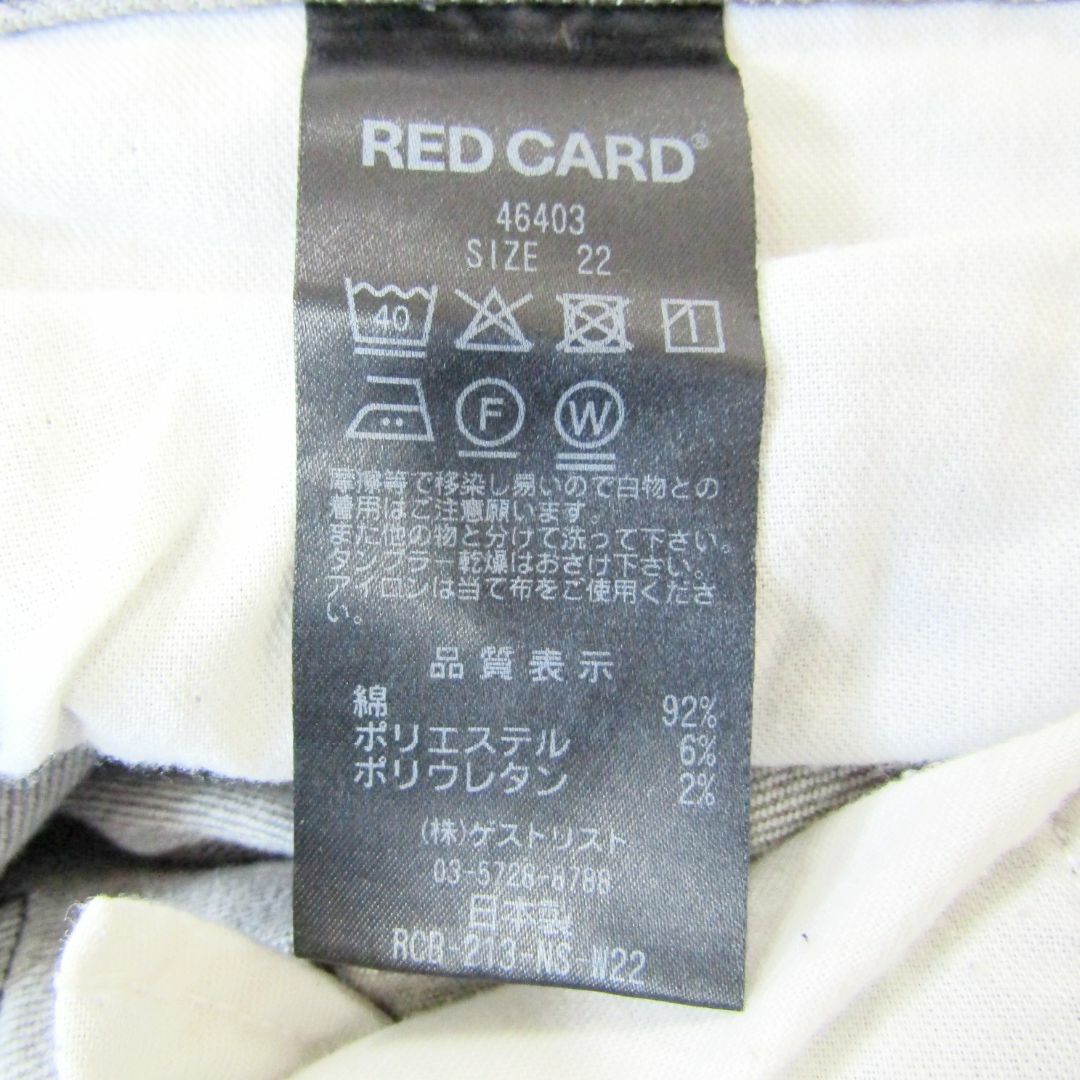 RED CARD®
46403
SIZE 22
40
F W
摩擦等で移染し易いので白物との
着用はご注意願います。
また他の物と分けて洗って下さい。
タンブラー乾燥はおさけ下さい。
アイロンは当て布をご使用くださ
い。
品質表示
綿 92%
ポリエステル 6%
ポリウレタン 2%
(株)ゲストリスト
03-5728-8788
日本製
RCB-213-NS-W22